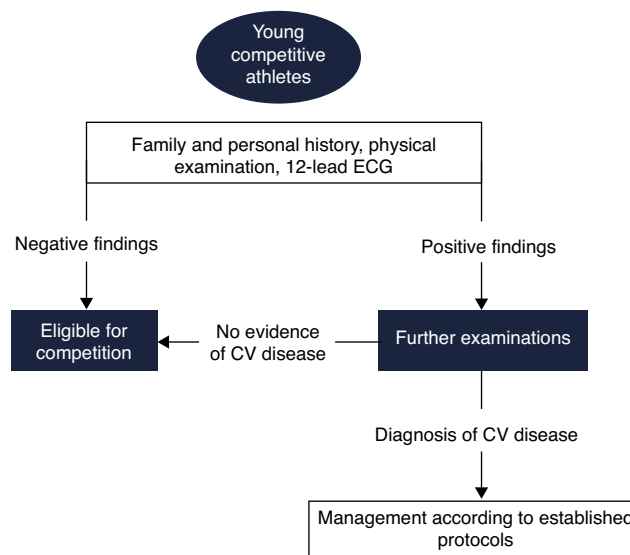 Young
competitive
athletes
Family and personal history, physical
examination, 12-lead ECG
Negative findings
Positive findings
Eligible for
competition
No evidence
of CV disease
Further examinations
Diagnosis of CV disease
Management according to established
protocols